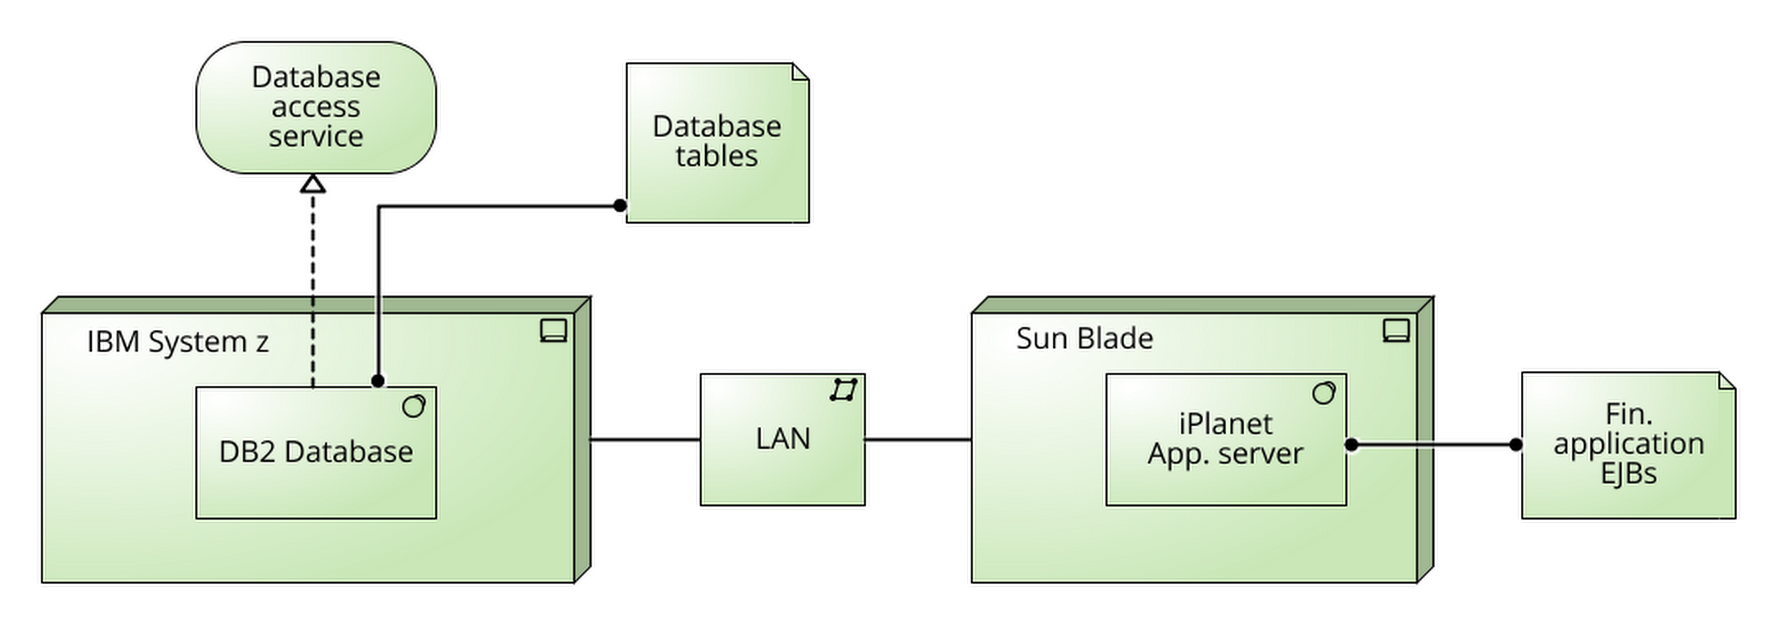 Database
access
service
Database
tables
IBM System z
DB2 Database
LAN
Sun Blade
iPlanet
App. server
Fin.
application
EJBs